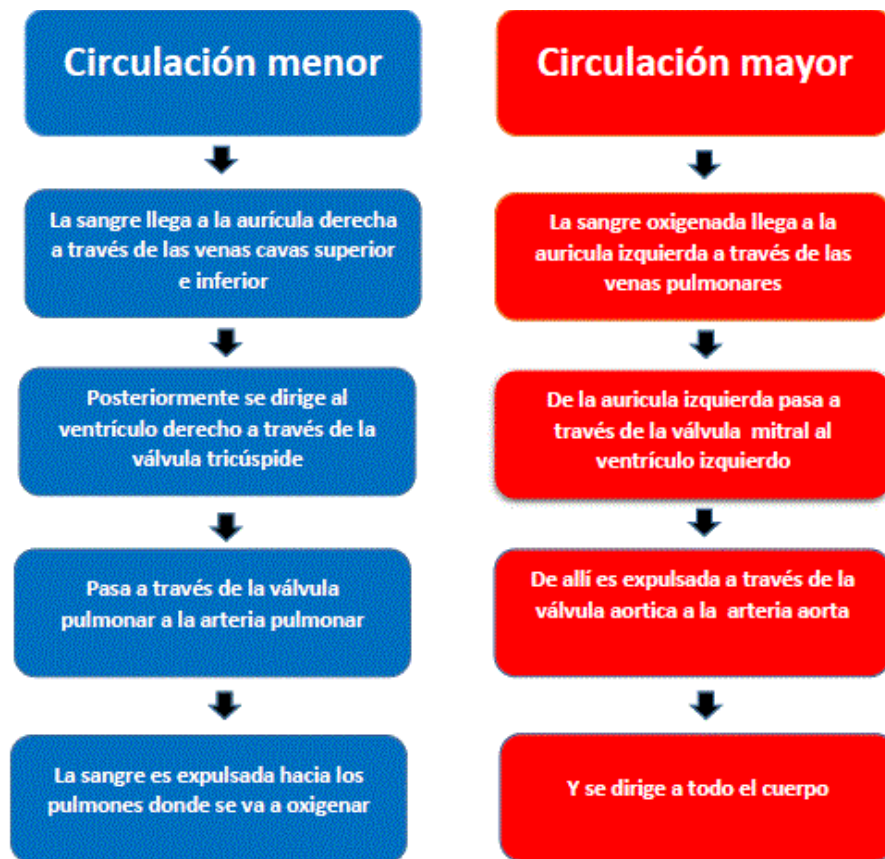 Circulación menor
La sangre llega a la aurícula derecha
a través de las venas cavas superior
e inferior
Posteriormente se dirige al
ventrículo derecho a través de la
válvula tricúspide
Pasa a través de la válvula
pulmonar a la arteria pulmonar
La sangre es expulsada hacia los
pulmones donde se va a oxigenar
Circulación mayor
La sangre oxigenada llega a la
auricula izquierda a través de las
venas pulmonares
De la auricula izquierda pasa a
través de la válvula mitral al
ventrículo izquierdo
De allí es expulsada a través de la
válvula aortica a la arteria aorta
Y se dirige a todo el cuerpo